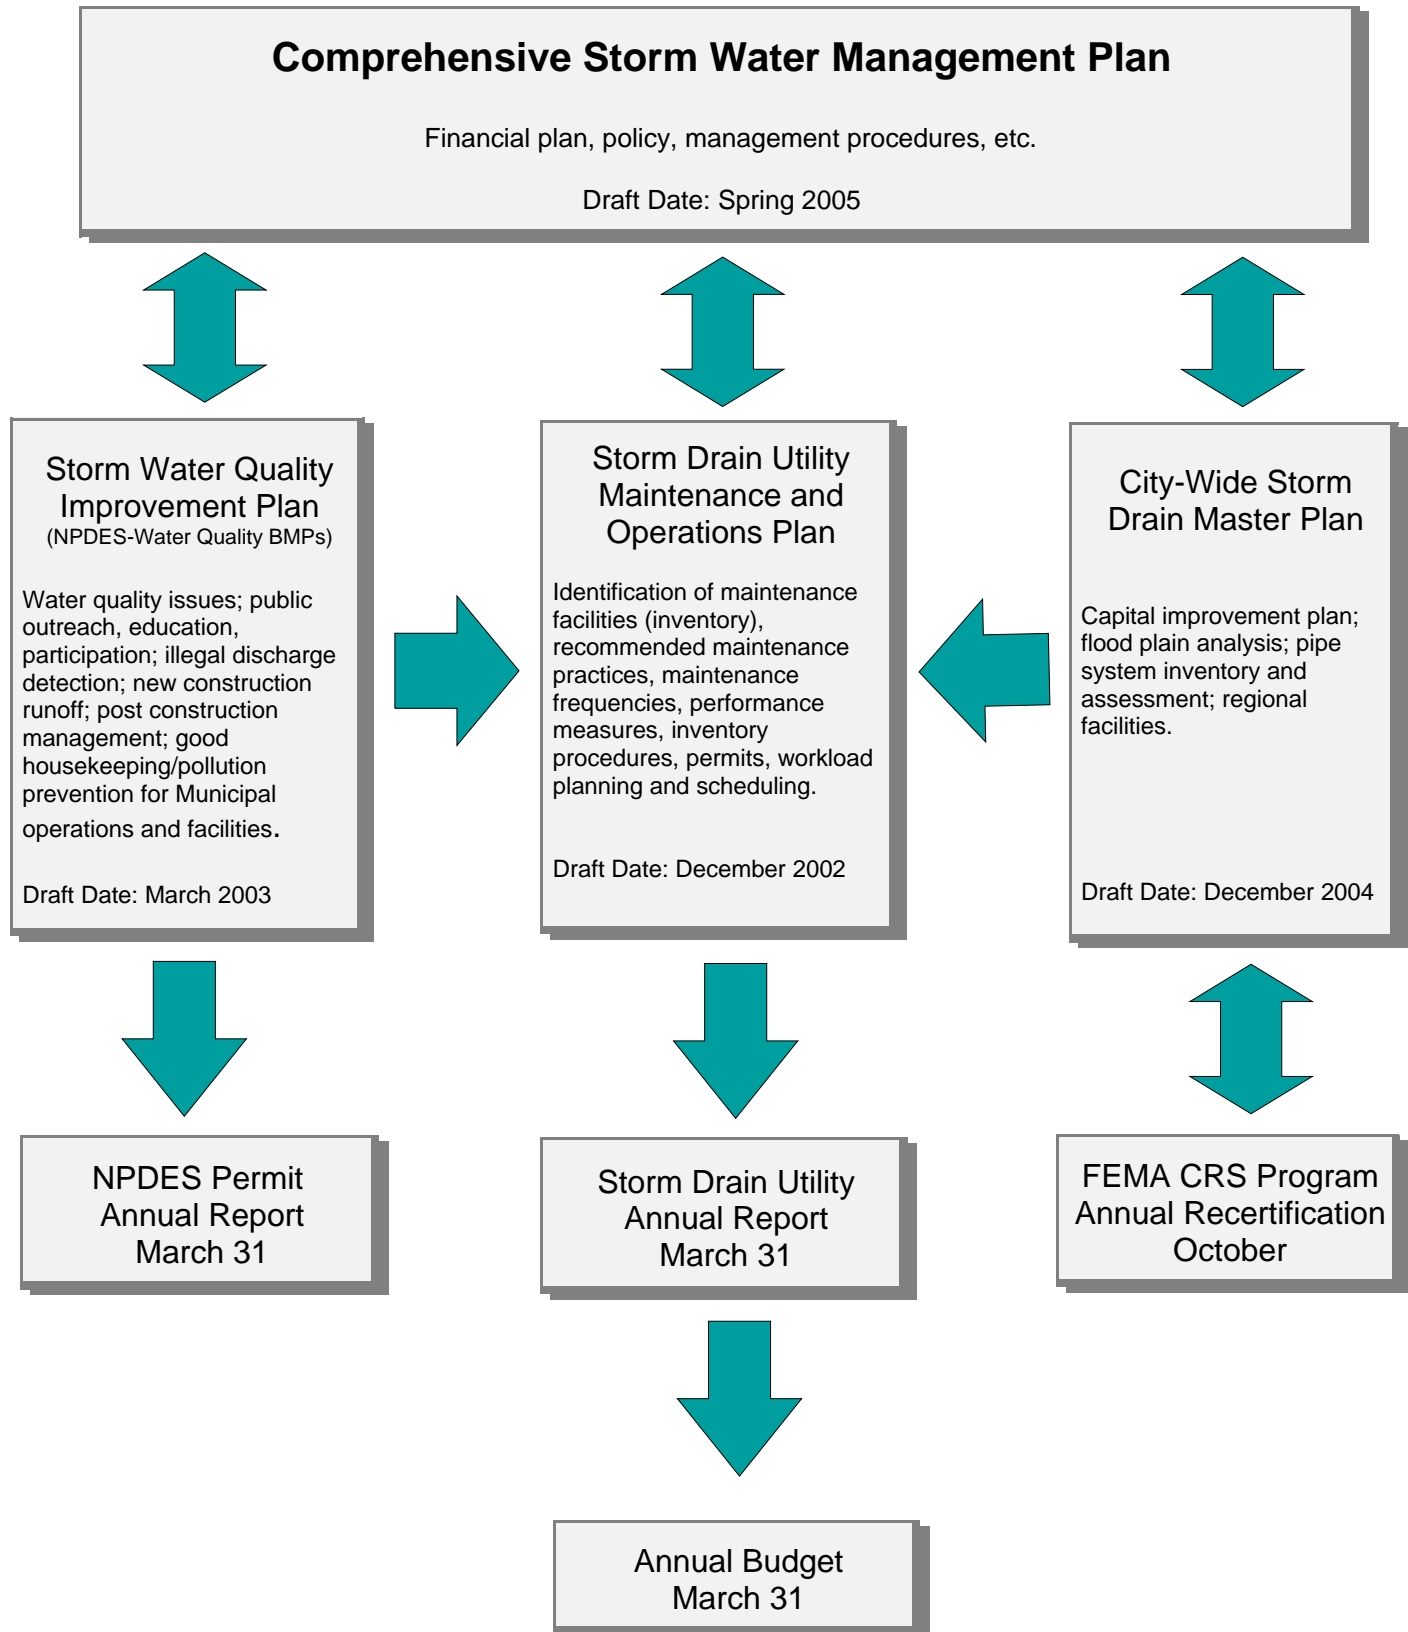 Comprehensive Storm Water Management Plan
Financial plan, policy, management procedures, etc.
Draft Date: Spring 2005
Storm Water Quality
Improvement Plan
(NPDES-Water Quality BMPs)
Water quality issues; public
outreach, education,
participation; illegal discharge
detection; new construction
runoff; post construction
management; good
housekeeping/pollution
prevention for Municipal
operations and facilities.
Draft Date: March 2003
Storm Drain Utility
Maintenance and
Operations Plan
Identification of maintenance
facilities (inventory),
recommended maintenance
practices, maintenance
frequencies, performance
measures, inventory
procedures, permits, workload
planning and scheduling.
Draft Date: December 2002
City-Wide Storm
Drain Master Plan
Capital improvement plan;
flood plain analysis; pipe
system inventory and
assessment; regional
facilities.
Draft Date: December 2004
NPDES Permit
Annual Report
March 31
Storm Drain Utility
Annual Report
March 31
FEMA CRS Program
Annual Recertification
October
Annual Budget
March 31